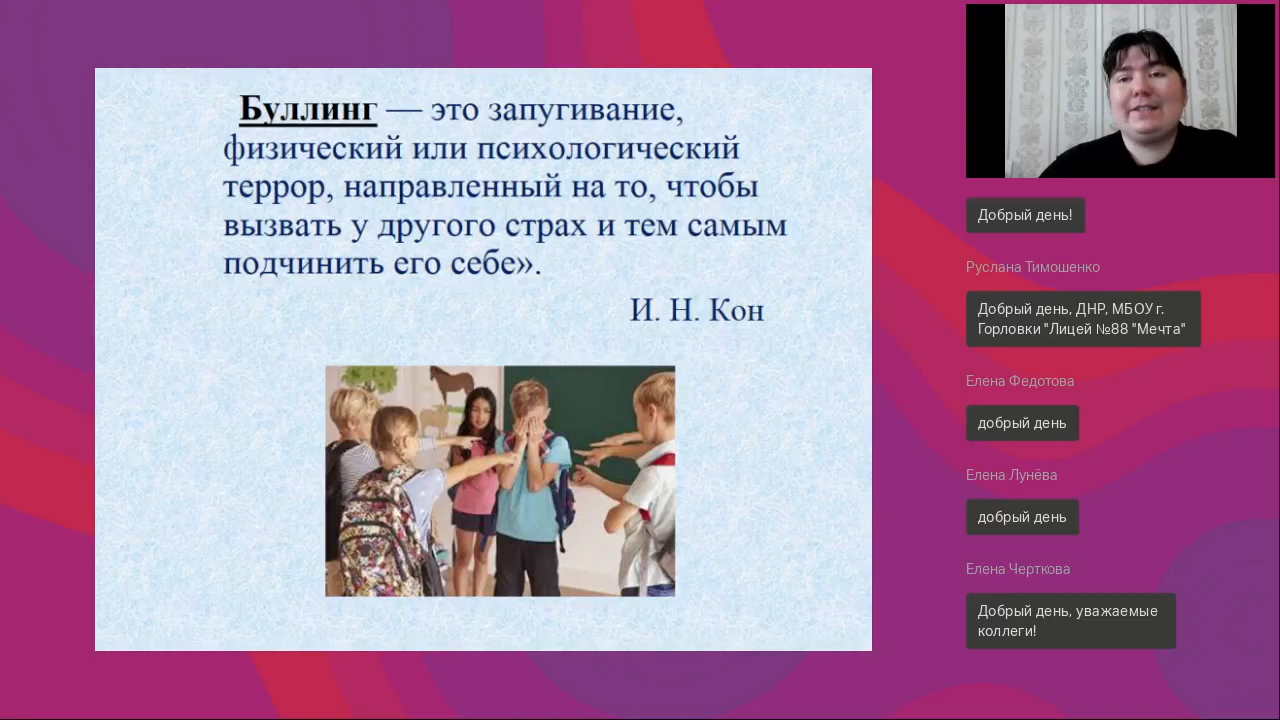 Буллинг — это запугивание,
физический или психологический
террор, направленный на то, чтобы
вызвать у другого страх и тем самым
подчинить его себе».
И. Н. Кон
Добрый день!
Руслана Тимошенко
Добрый день, ДНР, МБОУ г.
Горловки "Лицей №88 "Мечта"
Елена Федотова
добрый день
Елена Лунёва
добрый день
Елена Черткова
Добрый день, уважаемые
коллеги!